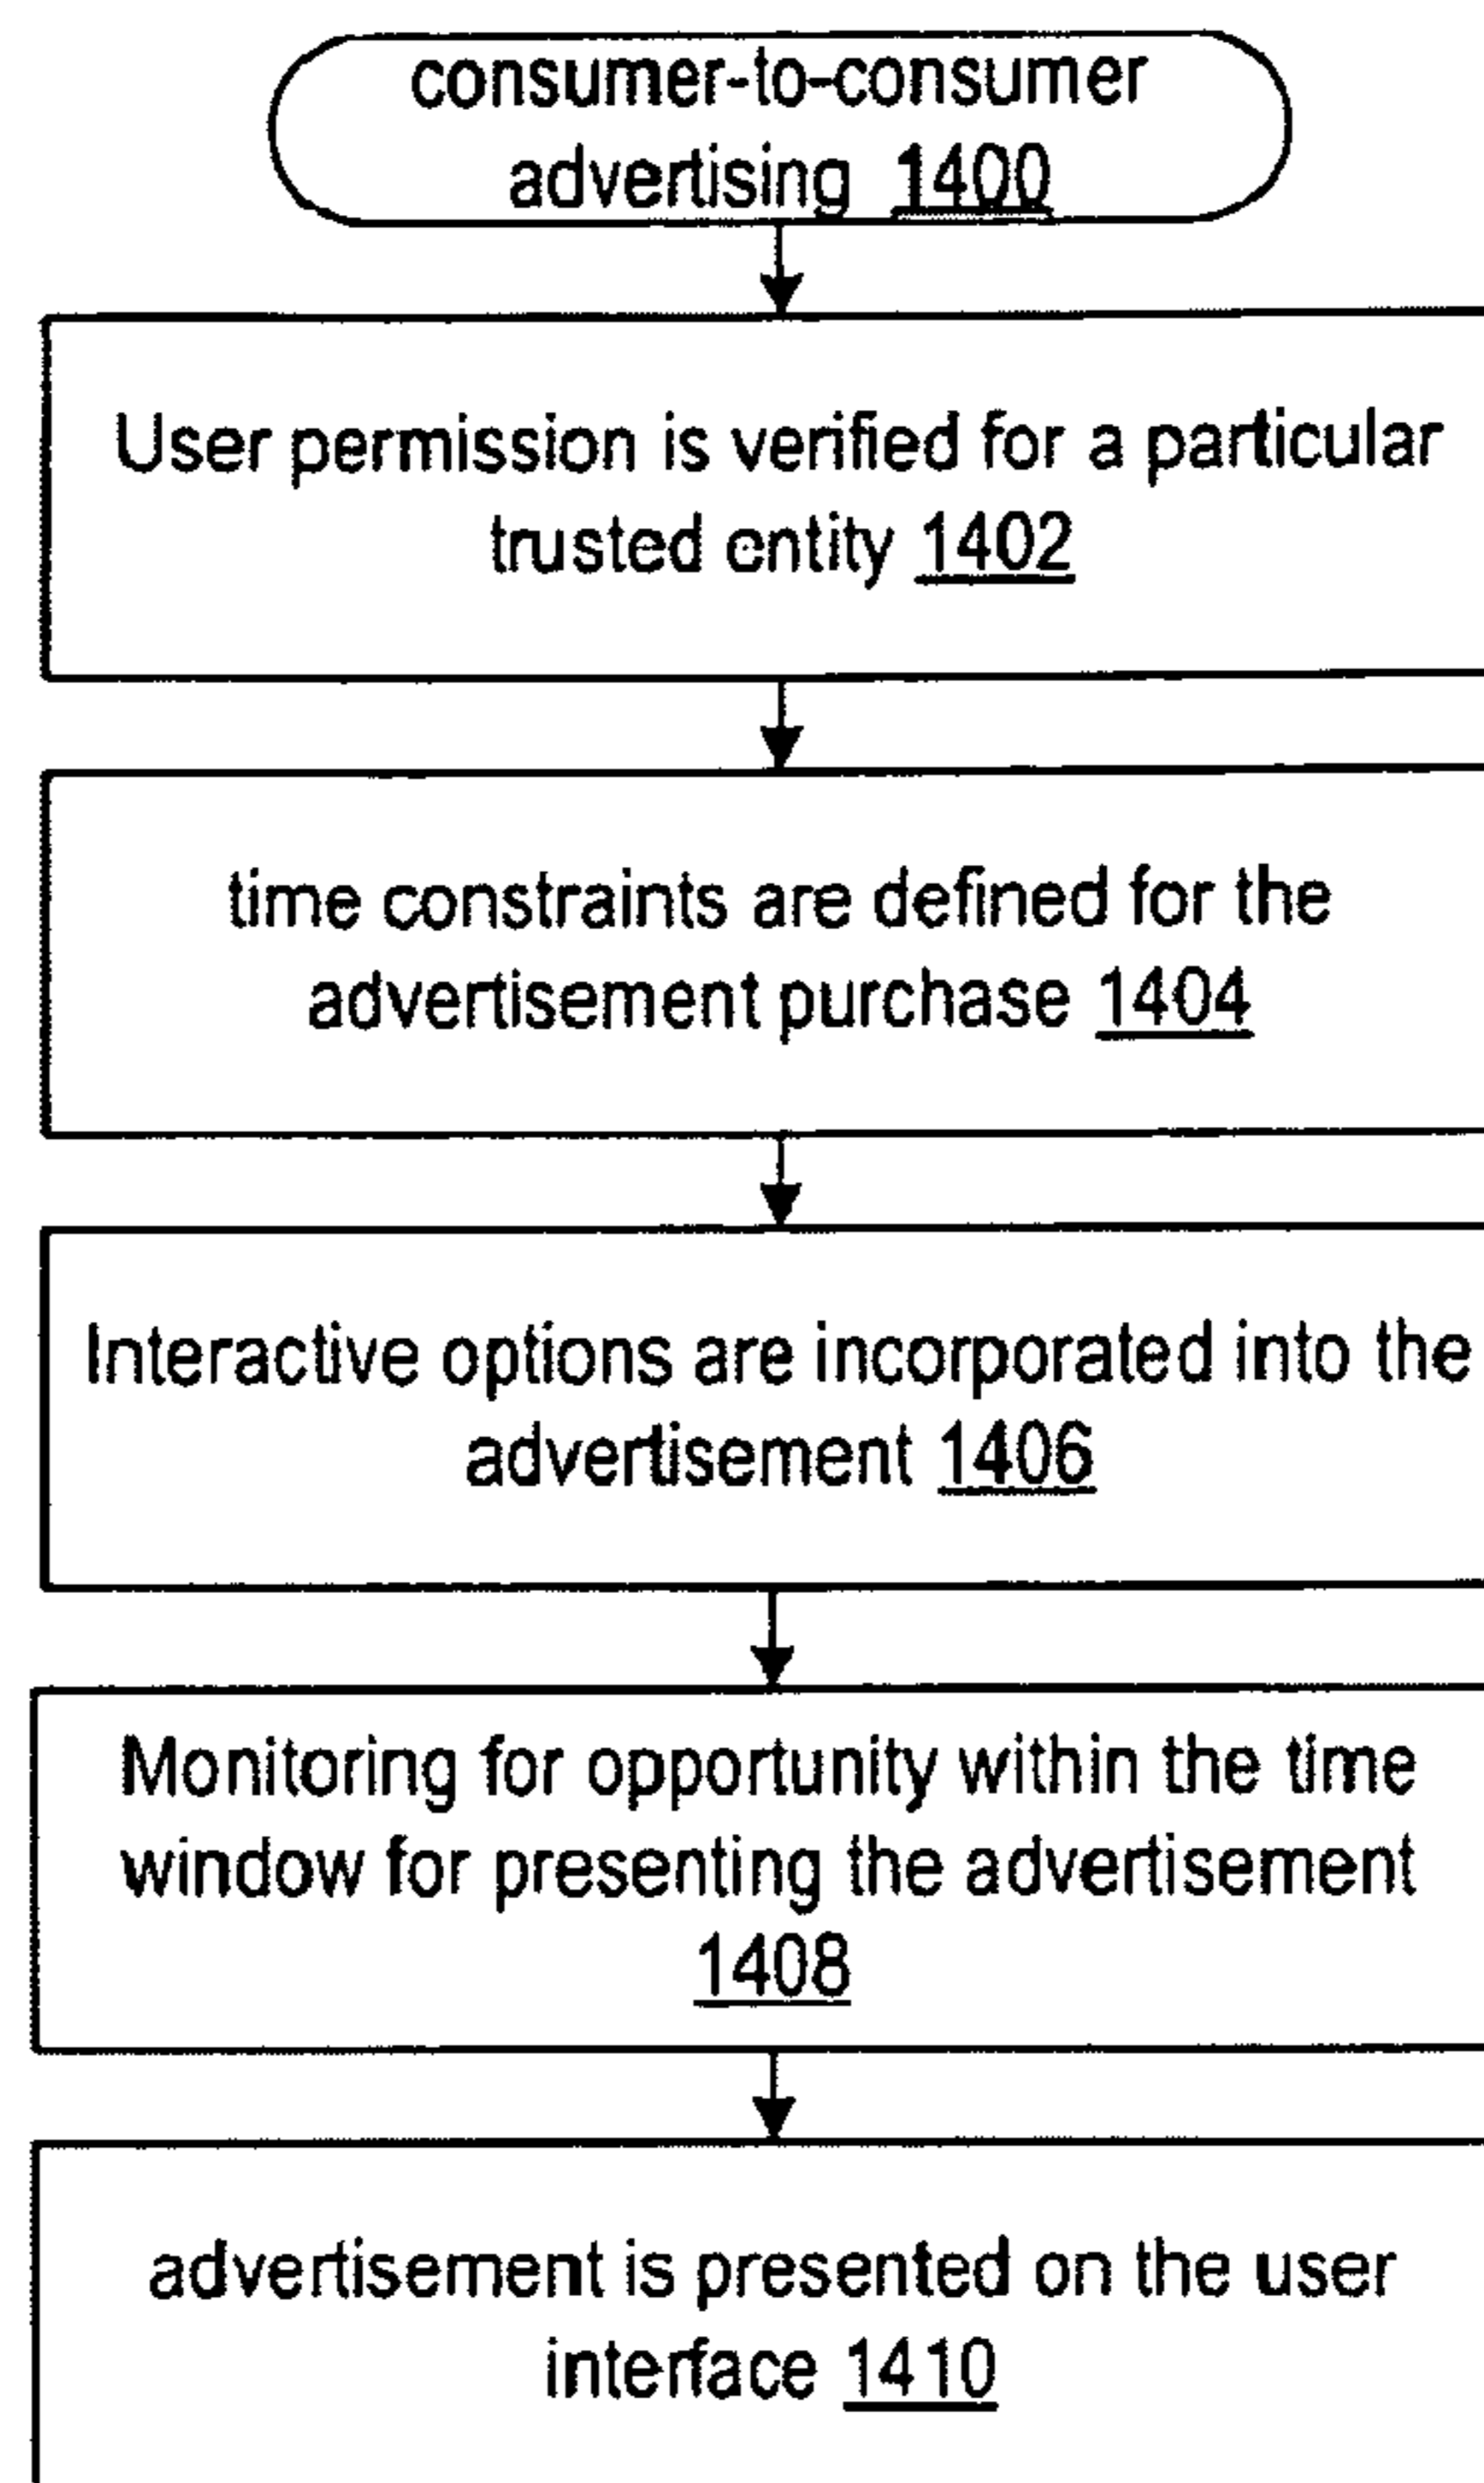 consumer-to-consumer
advertising 1400
User permission is verified for a particular
trusted entity 1402
time constraints are defined for the
advertisement purchase 1404
Interactive options are incorporated into the
advertisement 1406
Monitoring for opportunity within the time
window for presenting the advertisement
1408
advertisement is presented on the user
interface 1410